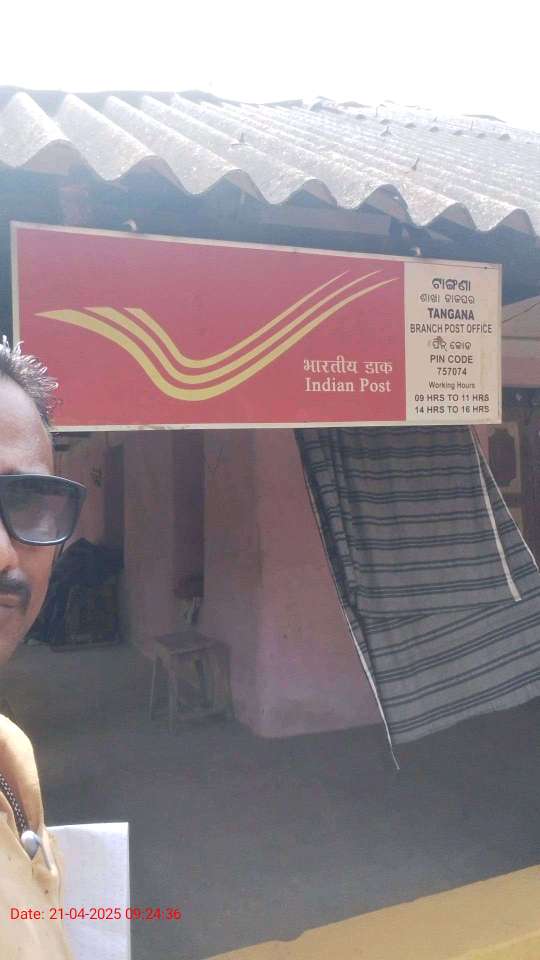 भारतीय डाक
Indian Post
ଟାଙ୍ଗଣା
ଶାଖା ଡାକଘର
TANGANA
BRANCH POST OFFICE
ପିନ୍ କୋଡ
PIN CODE
757074
Working Hours
09 HRS TO 11 HRS
14 HRS TO 16 HRS
Date: 21-04-2025 09:24:36